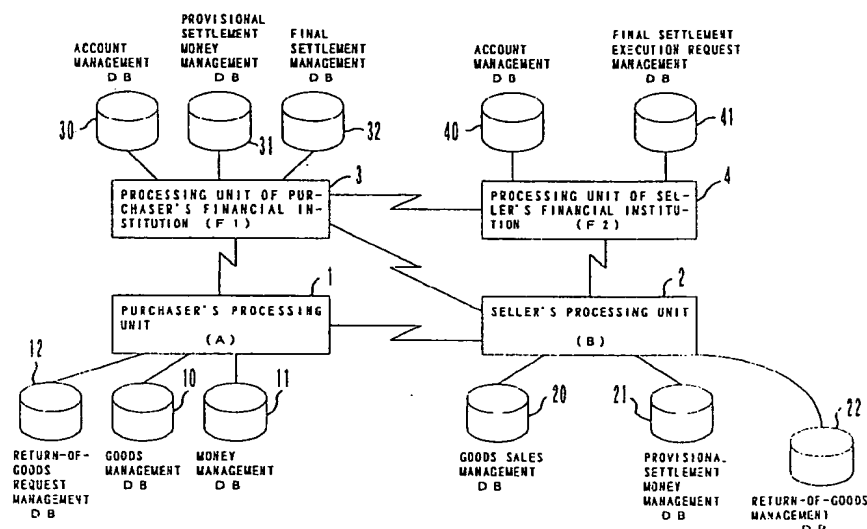 ACCOUNT
MANAGEMENT
D B
30
PROVISIONAL
SETTLEMENT
MONEY
MANAGEMENT
D B
31
FINAL
SETTLEMENT
MANAGEMENT
D B
32
ACCOUNT
MANAGEMENT
D B
40
FINAL SETTLEMENT
EXECUTION REQUEST
MANAGEMENT
D B
41
3
PROCESSING UNIT OF PUR-
CHASER'S FINANCIAL IN-
STITUTION (F 1)
4
PROCESSING UNIT OF SEL-
LER'S FINANCIAL INSTITU-
TION (F 2)
1
PURCHASER'S PROCESSING
UNIT
(A)
2
SELLER'S PROCESSING UNIT
(B)
12
RETURN-OF-
GOODS
REQUEST
MANAGEMENT
D B
10
GOODS
MANAGEMENT
D B
11
MONEY
MANAGEMENT
D B
20
GOODS SALES
MANAGEMENT
D B
21
PROVISIONAL
SETTLEMENT
MONEY
MANAGEMENT
D B
22
RETURN-OF-GOODS
MANAGEMENT
D B